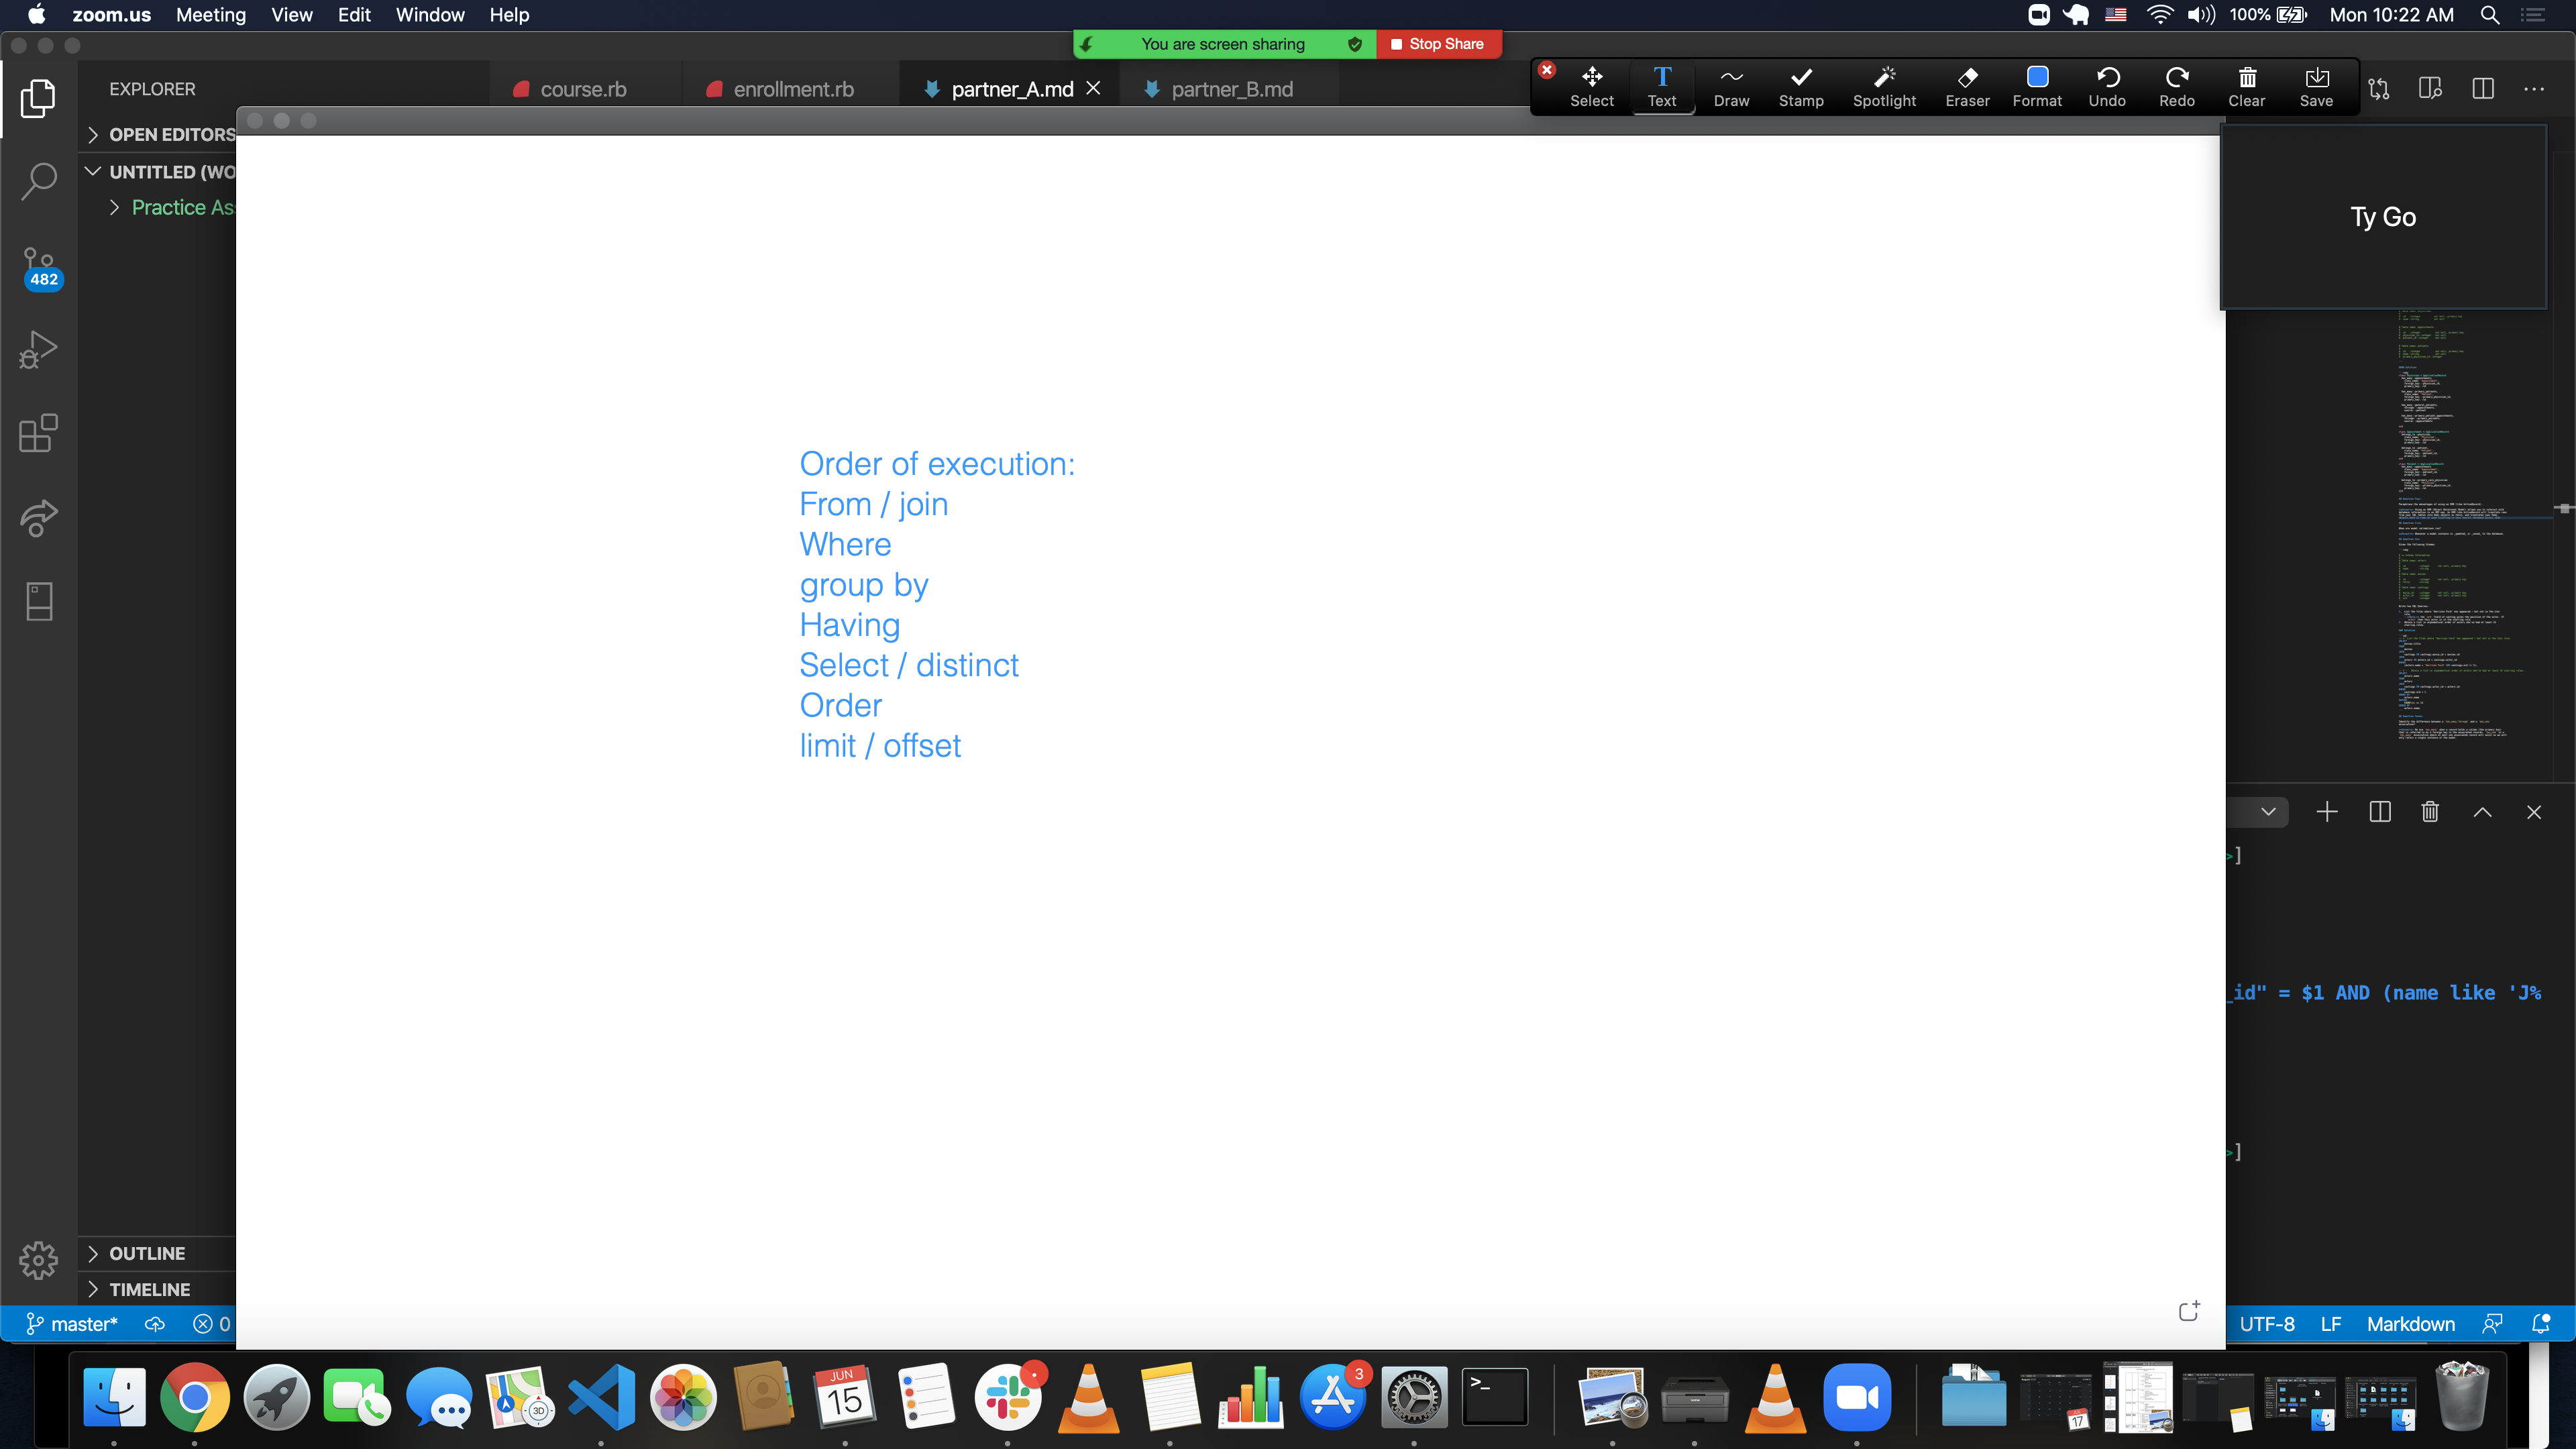 zoom.us Meeting View Edit Window Help
100% Mon 10:22 AM
You are screen sharing Stop Share
EXPLORER
course.rb enrollment.rb partner_A.md partner_B.md
Select Text Draw Stamp Spotlight Eraser Format Undo Redo Clear Save
OPEN EDITORS
UNTITLED (WO
Practice As
482
Ty Go
Order of execution:
From / join
Where
group by
Having
Select / distinct
Order
limit / offset
>]
_id" = $1 AND (name like 'J%
>]
OUTLINE
TIMELINE
master* 0
UTF-8 LF Markdown
3D
JUN
15
3
>_
17